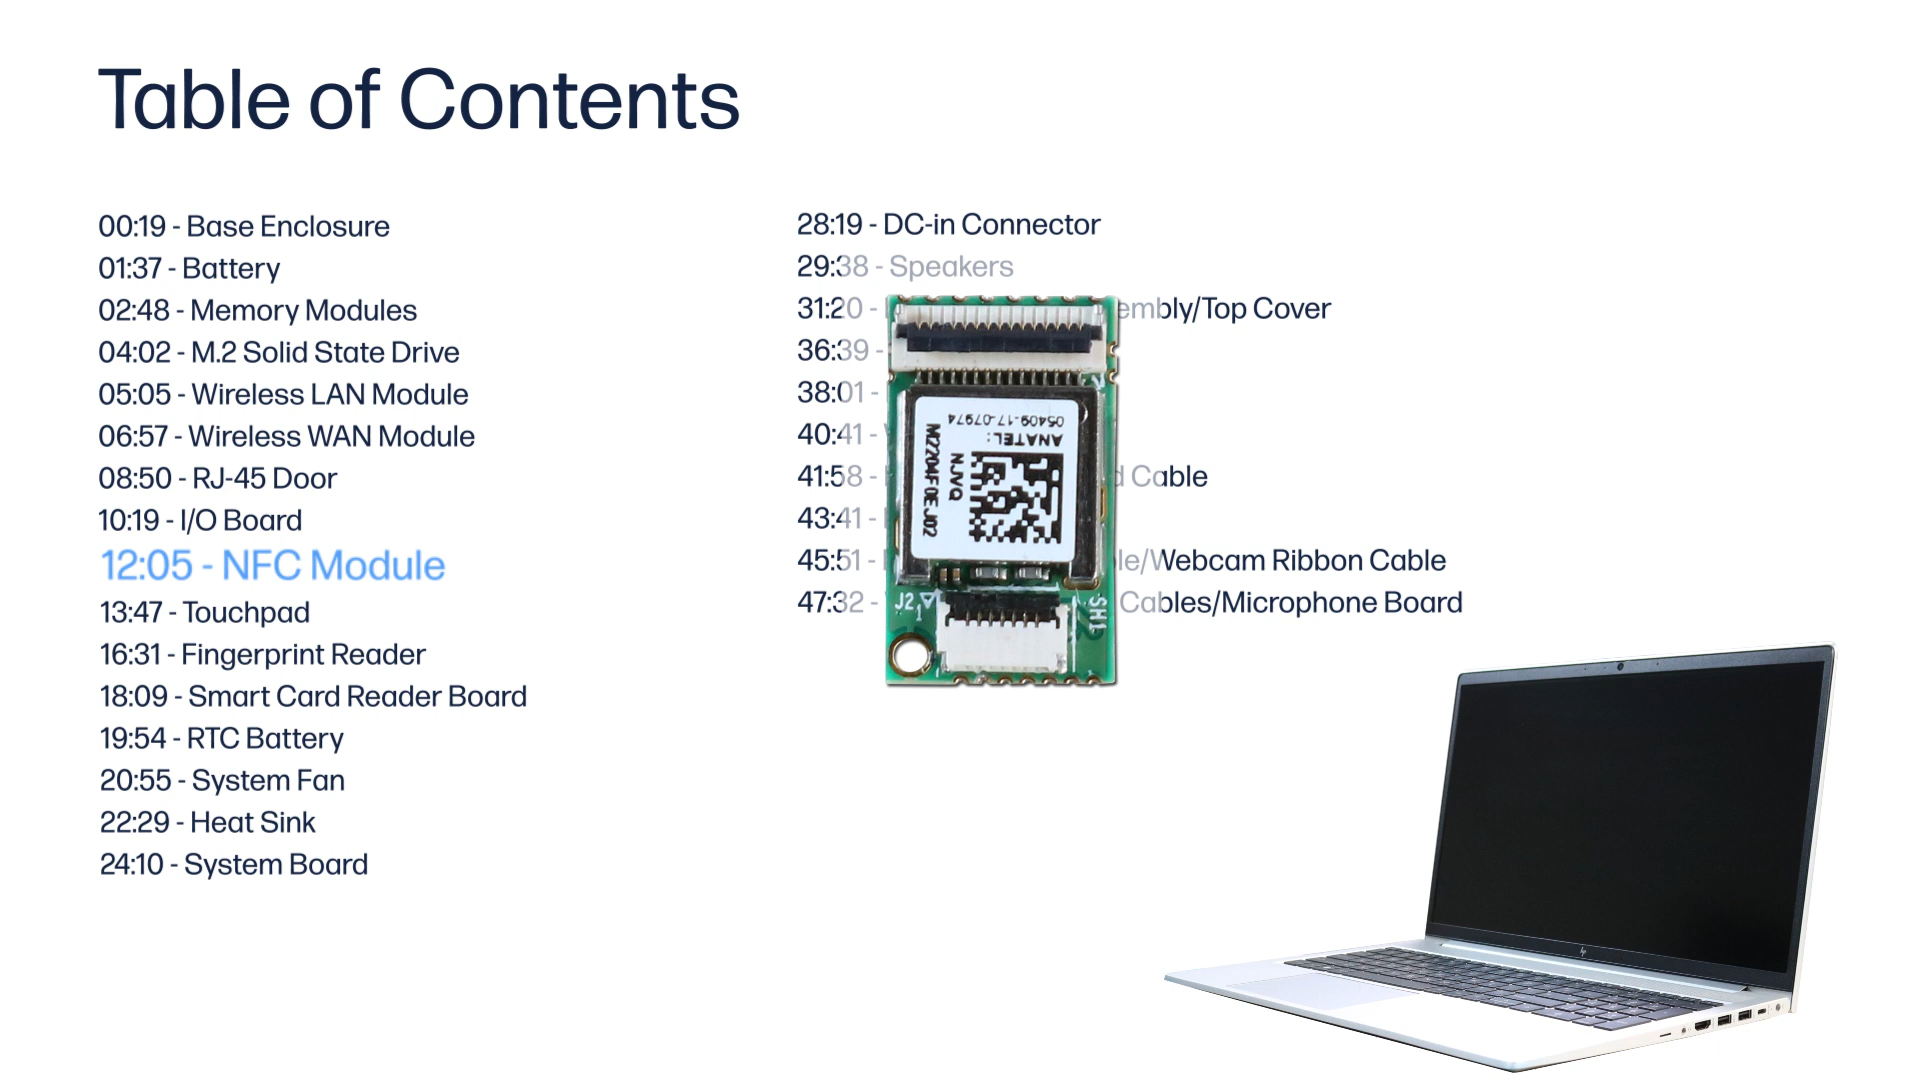 Table of Contents
00:19 - Base Enclosure
01:37 - Battery
02:48 - Memory Modules
04:02 - M.2 Solid State Drive
05:05 - Wireless LAN Module
06:57 - Wireless WAN Module
08:50 - RJ-45 Door
10:19 - I/O Board
12:05 - NFC Module
13:47 - Touchpad
16:31 - Fingerprint Reader
18:09 - Smart Card Reader Board
19:54 - RTC Battery
20:55 - System Fan
22:29 - Heat Sink
24:10 - System Board
28:19 - DC-in Connector
29:38 - Speakers
31:20 - Top Cover
36:39 -
38:01 -
40:41 -
41:58 - Cable
43:41 -
45:51 - /Webcam Ribbon Cable
47:32 - Cables/Microphone Board
05409-17-07974
ANATEL:
NJVQ
M2204F0EJ02
J2
1
SH1
hp